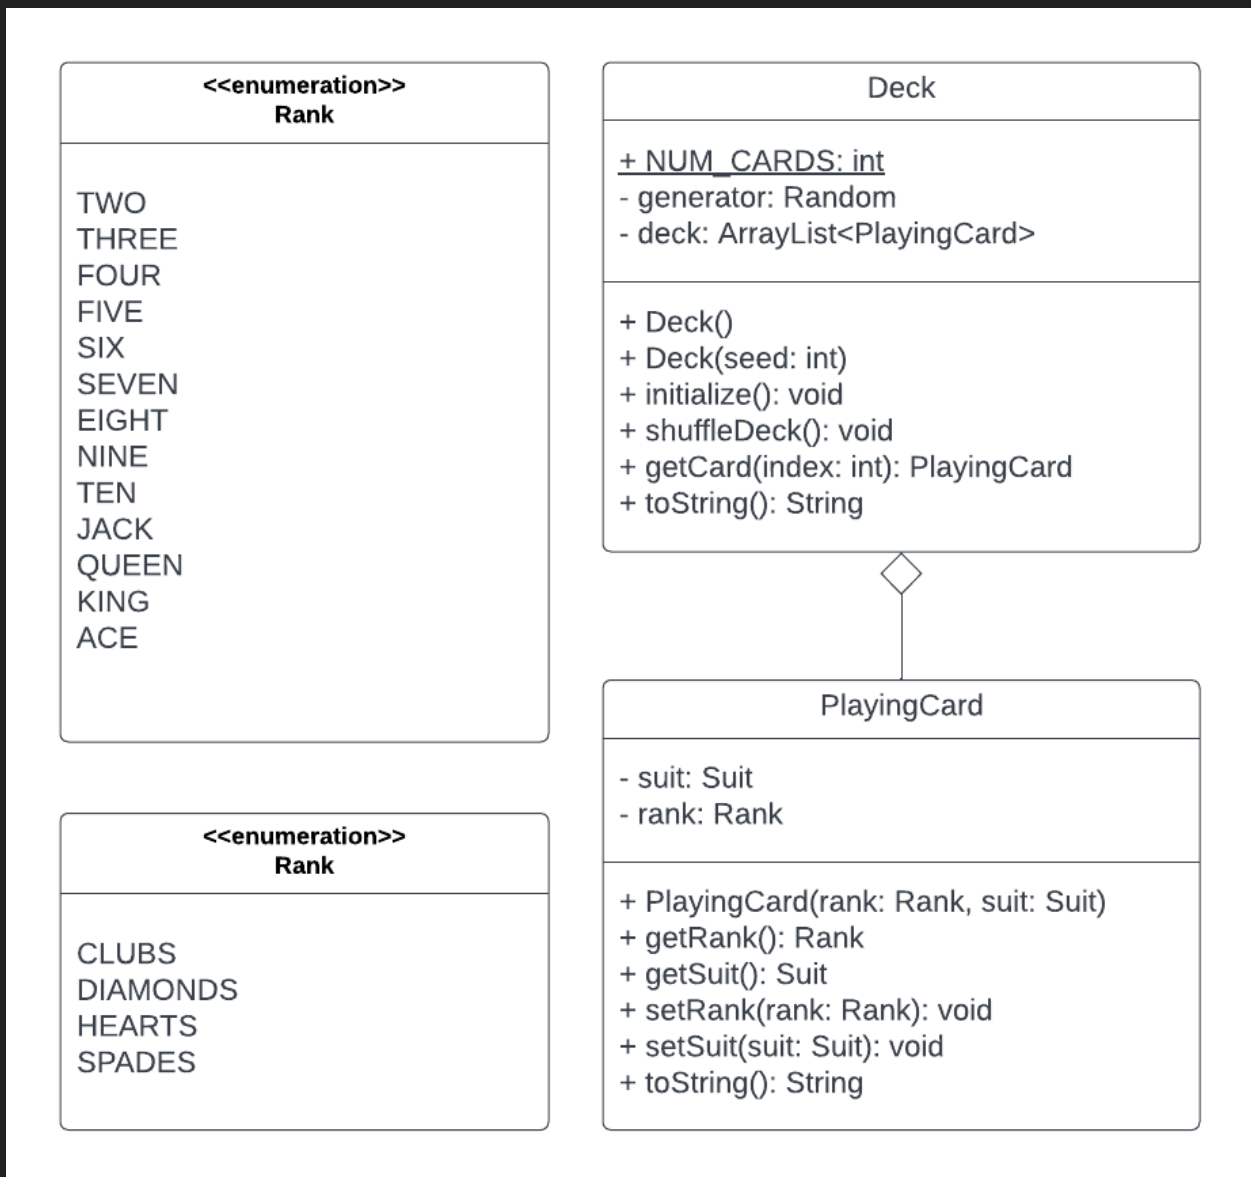 <<enumeration>>
Rank
TWO
THREE
FOUR
FIVE
SIX
SEVEN
EIGHT
NINE
TEN
JACK
QUEEN
KING
ACE
<<enumeration>>
Rank
CLUBS
DIAMONDS
HEARTS
SPADES
Deck
+ NUM_CARDS: int
- generator: Random
- deck: ArrayList<PlayingCard>
+ Deck()
+ Deck(seed: int)
+ initialize(): void
+ shuffleDeck(): void
+ getCard(index: int): PlayingCard
+ toString(): String
PlayingCard
- suit: Suit
- rank: Rank
+ PlayingCard(rank: Rank, suit: Suit)
+ getRank(): Rank
+ getSuit(): Suit
+ setRank(rank: Rank): void
+ setSuit(suit: Suit): void
+ toString(): String